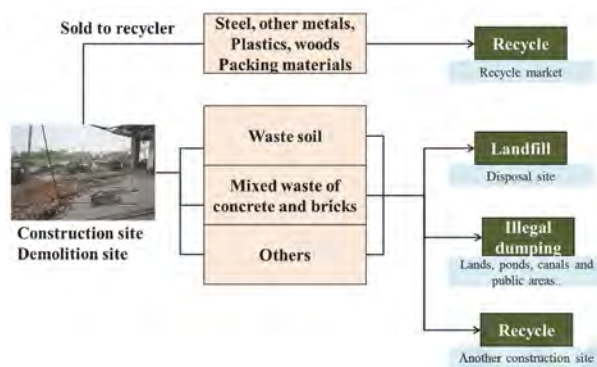 Sold to recycler
Steel, other metals,
Plastics, woods
Packing materials
Recycle
Recycle market
Waste soil
Mixed waste of
concrete and bricks
Others
Construction site
Demolition site
Landfill
Disposal site
Illegal
dumping
Lands, ponds, canals and
public areas..
Recycle
Another construction site